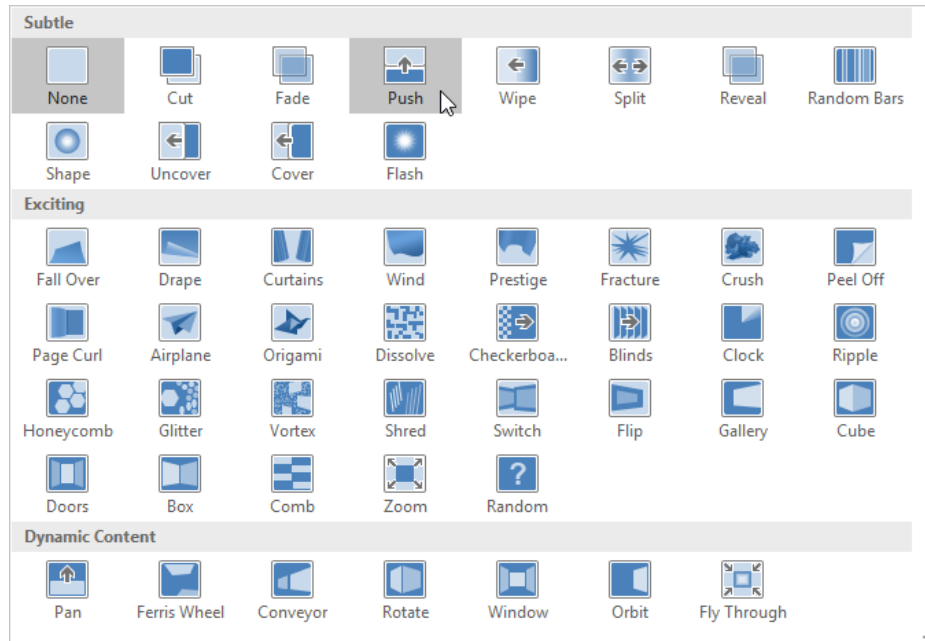 Subtle
None Cut Fade Push Wipe Split Reveal Random Bars
Shape Uncover Cover Flash
Exciting
Fall Over Drape Curtains Wind Prestige Fracture Crush Peel Off
Page Curl Airplane Origami Dissolve Checkerboa... Blinds Clock Ripple
Honeycomb Glitter Vortex Shred Switch Flip Gallery Cube
Doors Box Comb Zoom ? Random
Dynamic Content
Pan Ferris Wheel Conveyor Rotate Window Orbit Fly Through